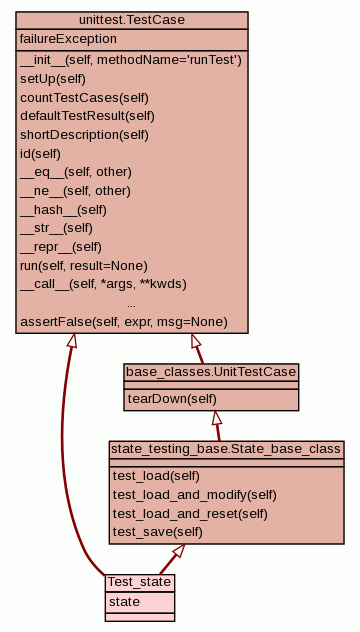 unittest.TestCase
failureException
__init__(self, methodName='runTest')
setUp(self)
countTestCases(self)
defaultTestResult(self)
shortDescription(self)
id(self)
__eq__(self, other)
__ne__(self, other)
__hash__(self)
__str__(self)
__repr__(self)
run(self, result=None)
__call__(self, *args, **kwds)
...
assertFalse(self, expr, msg=None)
base_classes.UnitTestCase
tearDown(self)
state_testing_base.State_base_class
test_load(self)
test_load_and_modify(self)
test_load_and_reset(self)
test_save(self)
Test_state
state